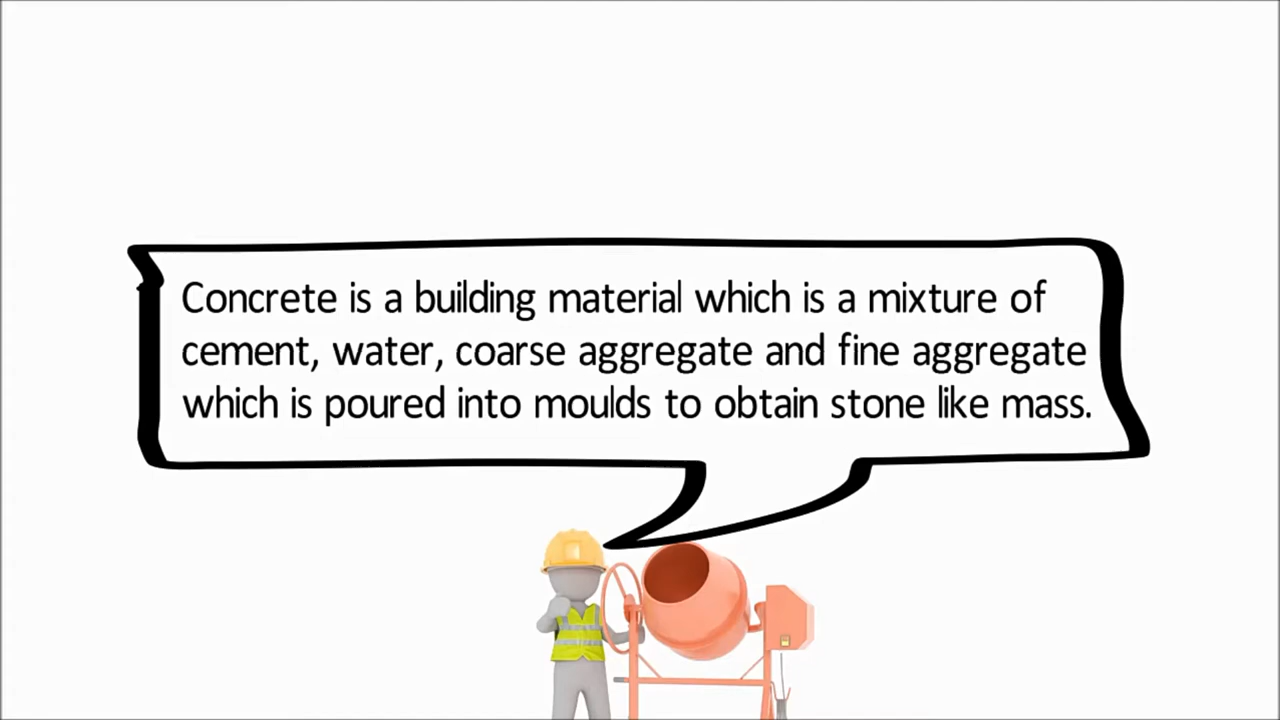 Concrete is a building material which is a mixture of
cement, water, coarse aggregate and fine aggregate
which is poured into moulds to obtain stone like mass.